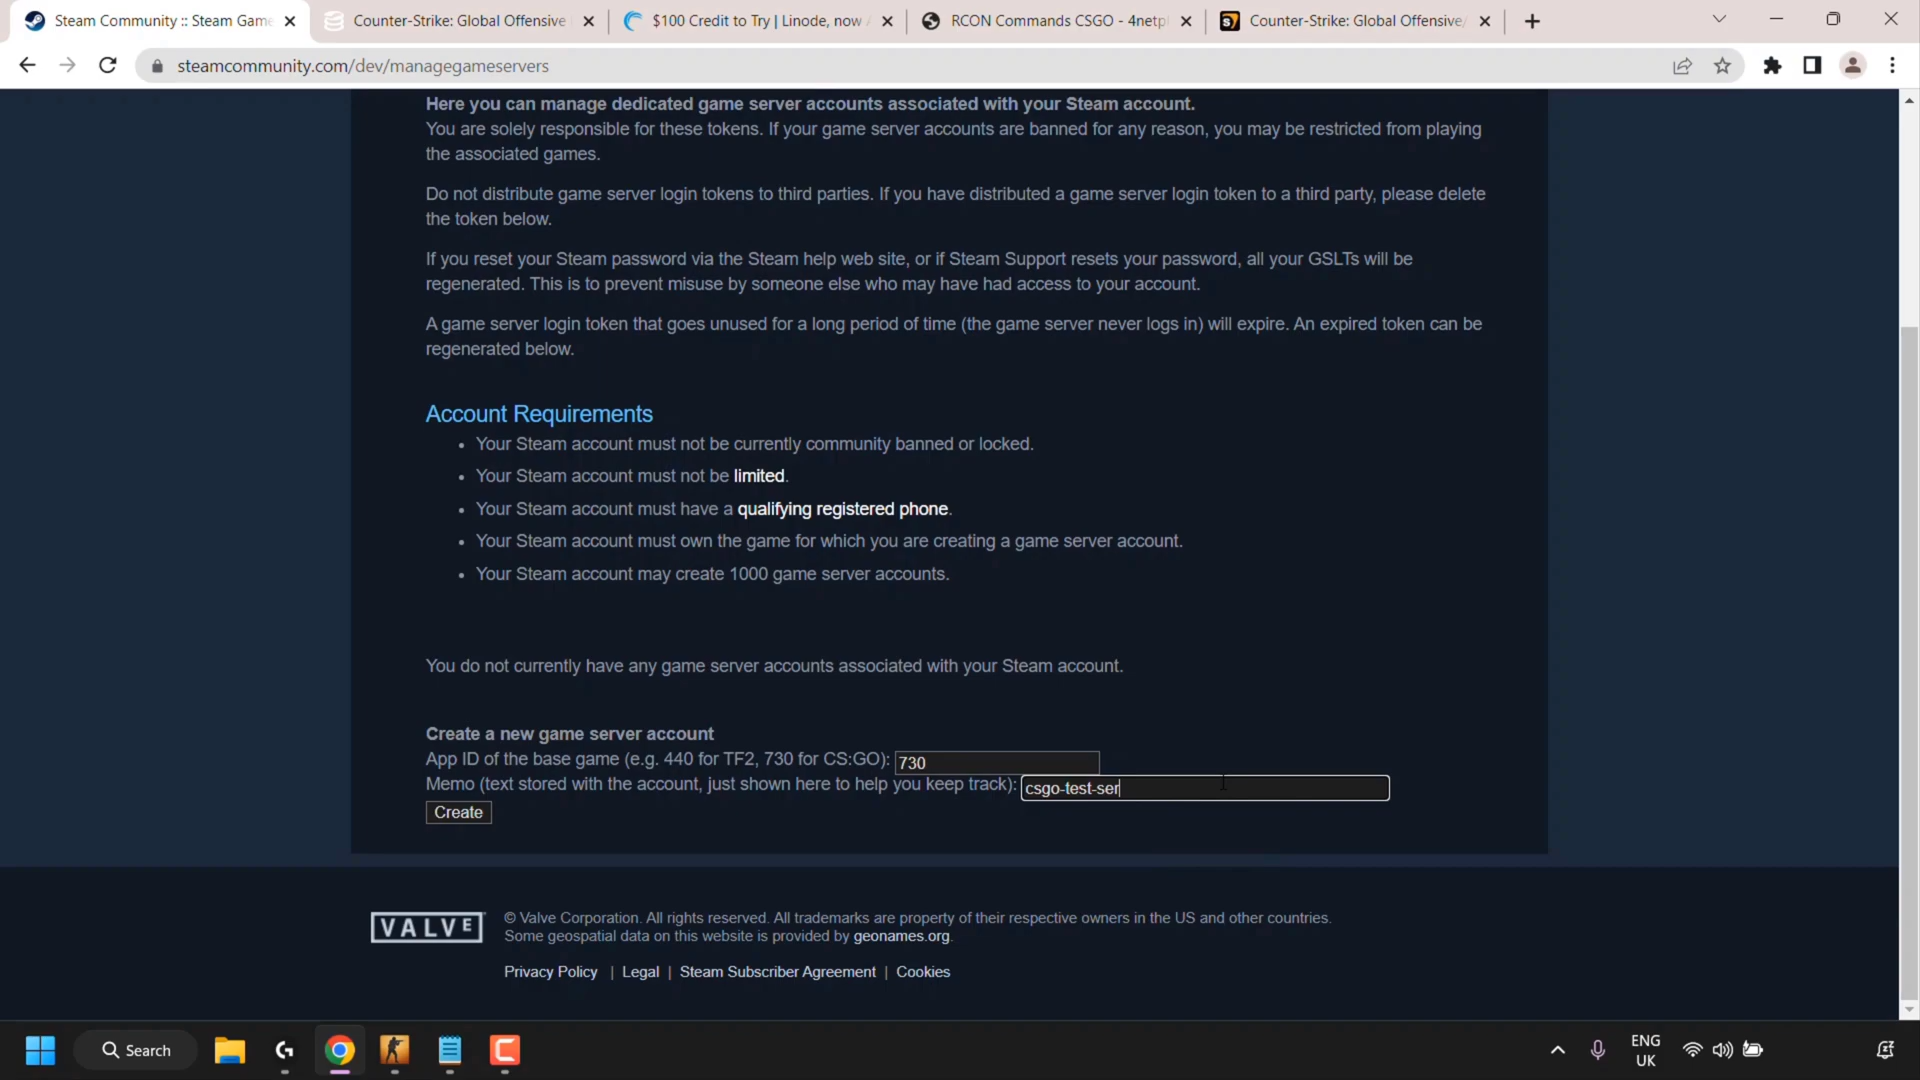 Steam Community :: Steam Game
Counter-Strike: Global Offensive
$100 Credit to Try | Linode, now A
RCON Commands CSGO - 4netp
Counter-Strike: Global Offensive/
steamcommunity.com/dev/managegameservers
Here you can manage dedicated game server accounts associated with your Steam account.
You are solely responsible for these tokens. If your game server accounts are banned for any reason, you may be restricted from playing
the associated games.
Do not distribute game server login tokens to third parties. If you have distributed a game server login token to a third party, please delete
the token below.
If you reset your Steam password via the Steam help web site, or if Steam Support resets your password, all your GSLTs will be
regenerated. This is to prevent misuse by someone else who may have had access to your account.
A game server login token that goes unused for a long period of time (the game server never logs in) will expire. An expired token can be
regenerated below.
Account Requirements
• Your Steam account must not be currently community banned or locked.
• Your Steam account must not be limited.
• Your Steam account must have a qualifying registered phone.
• Your Steam account must own the game for which you are creating a game server account.
• Your Steam account may create 1000 game server accounts.
You do not currently have any game server accounts associated with your Steam account.
Create a new game server account
App ID of the base game (e.g. 440 for TF2, 730 for CS:GO): 730
Memo (text stored with the account, just shown here to help you keep track): csgo-test-ser
Create
VALVE
© Valve Corporation. All rights reserved. All trademarks are property of their respective owners in the US and other countries.
Some geospatial data on this website is provided by geonames.org.
Privacy Policy | Legal | Steam Subscriber Agreement | Cookies
Search
ENG
UK